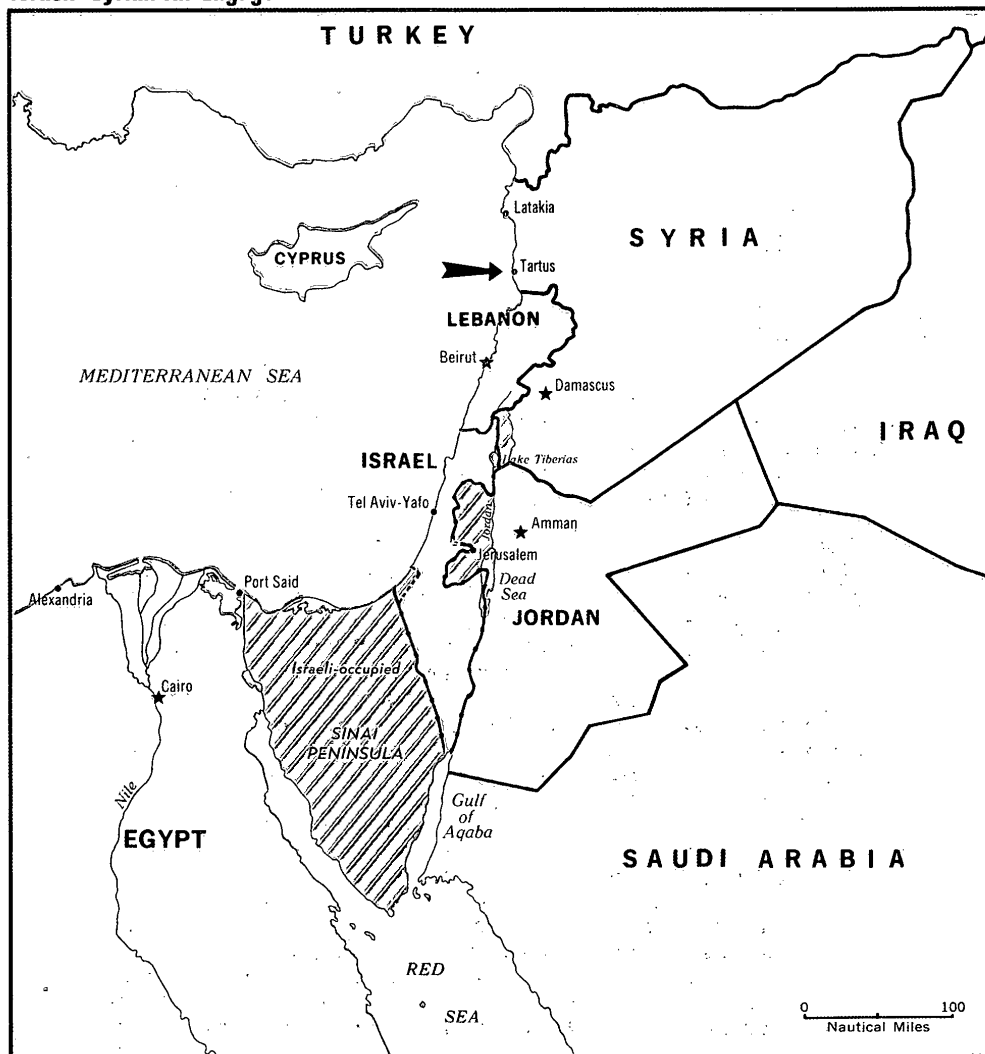 TURKEY
Latakia
SYRIA
CYPRUS
Tartus
LEBANON
Beirut
MEDITERRANEAN SEA
Damascus
IRAQ
ISRAEL
Lake Tiberias
Tel Aviv-Yafo
Jordan
Amman
Jerusalem
Port Said
Dead
Sea
Alexandria
JORDAN
Israeli-occupied
Cairo
SINAI
PENINSULA
Nile
Gulf
of
Aqaba
EGYPT
SAUDI ARABIA
RED
SEA
0 100
Nautical Miles